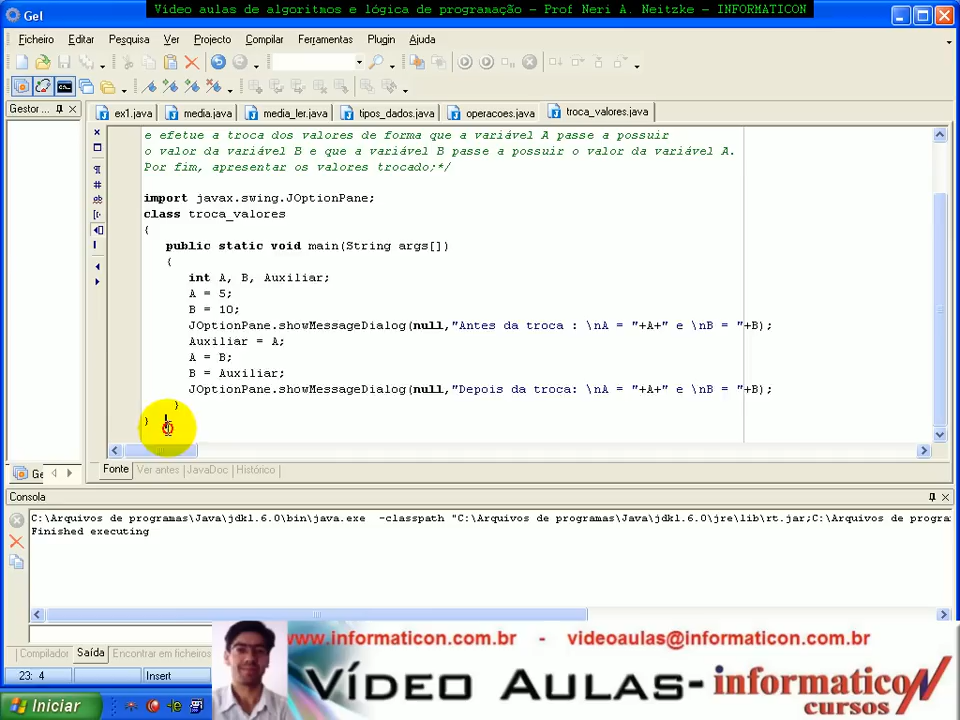 Vídeo aulas de algoritmos e lógica de programação – Prof Neri A. Neitzke – INFORMATICON
Gel
Ficheiro Editar Pesquisa Ver Projecto Compilar Ferramentas Plugin Ajuda
Gestor ...
ex1.java media.java media_ler.java tipos_dados.java operacoes.java troca_valores.java
e efetue a troca dos valores de forma que a variável A passe a possuir
o valor da variável B e que a variável B passe a possuir o valor da variável A.
Por fim, apresentar os valores trocado;*/
import javax.swing.JOptionPane;
class troca_valores
{
public static void main(String args[])
{
int A, B, Auxiliar;
A = 5;
B = 10;
JOptionPane.showMessageDialog(null,"Antes da troca : \nA = "+A+" e \nB = "+B);
Auxiliar = A;
A = B;
B = Auxiliar;
JOptionPane.showMessageDialog(null,"Depois da troca: \nA = "+A+" e \nB = "+B);
}
}
Ge
Fonte Ver antes JavaDoc Histórico
Consola
C:\Arquivos de programas\Java\jdk1.6.0\bin\java.exe -classpath "C:\Arquivos de programas\Java\jdk1.6.0\jre\lib\rt.jar;C:\Arquivos de progra
Finished executing
Compilador Saída Encontrar em ficheiros
23: 4 Insert
Iniciar
www.informaticon.com.br - videoaulas@informaticon.com.br
Vídeo Aulas- informaticon
cursos